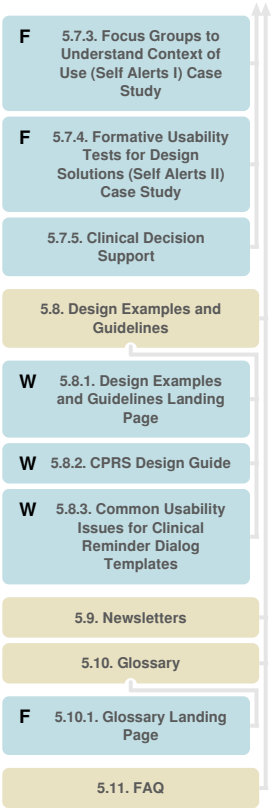 F 5.7.3. Focus Groups to
Understand Context of
Use (Self Alerts I) Case
Study
F 5.7.4. Formative Usability
Tests for Design
Solutions (Self Alerts II)
Case Study
5.7.5. Clinical Decision
Support
5.8. Design Examples and
Guidelines
W 5.8.1. Design Examples
and Guidelines Landing
Page
W 5.8.2. CPRS Design Guide
W 5.8.3. Common Usability
Issues for Clinical
Reminder Dialog
Templates
5.9. Newsletters
5.10. Glossary
F 5.10.1. Glossary Landing
Page
5.11. FAQ